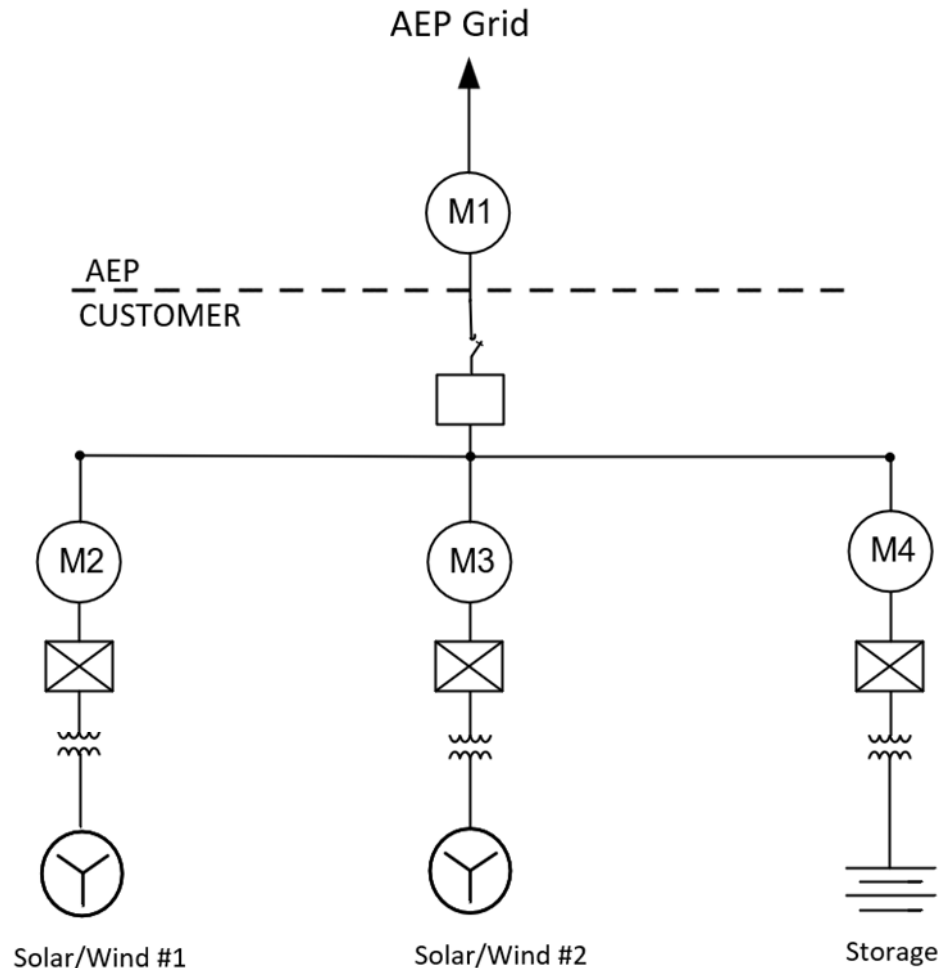 AEP Grid
M1
AEP
CUSTOMER
M2
M3
M4
Solar/Wind #1
Solar/Wind #2
Storage